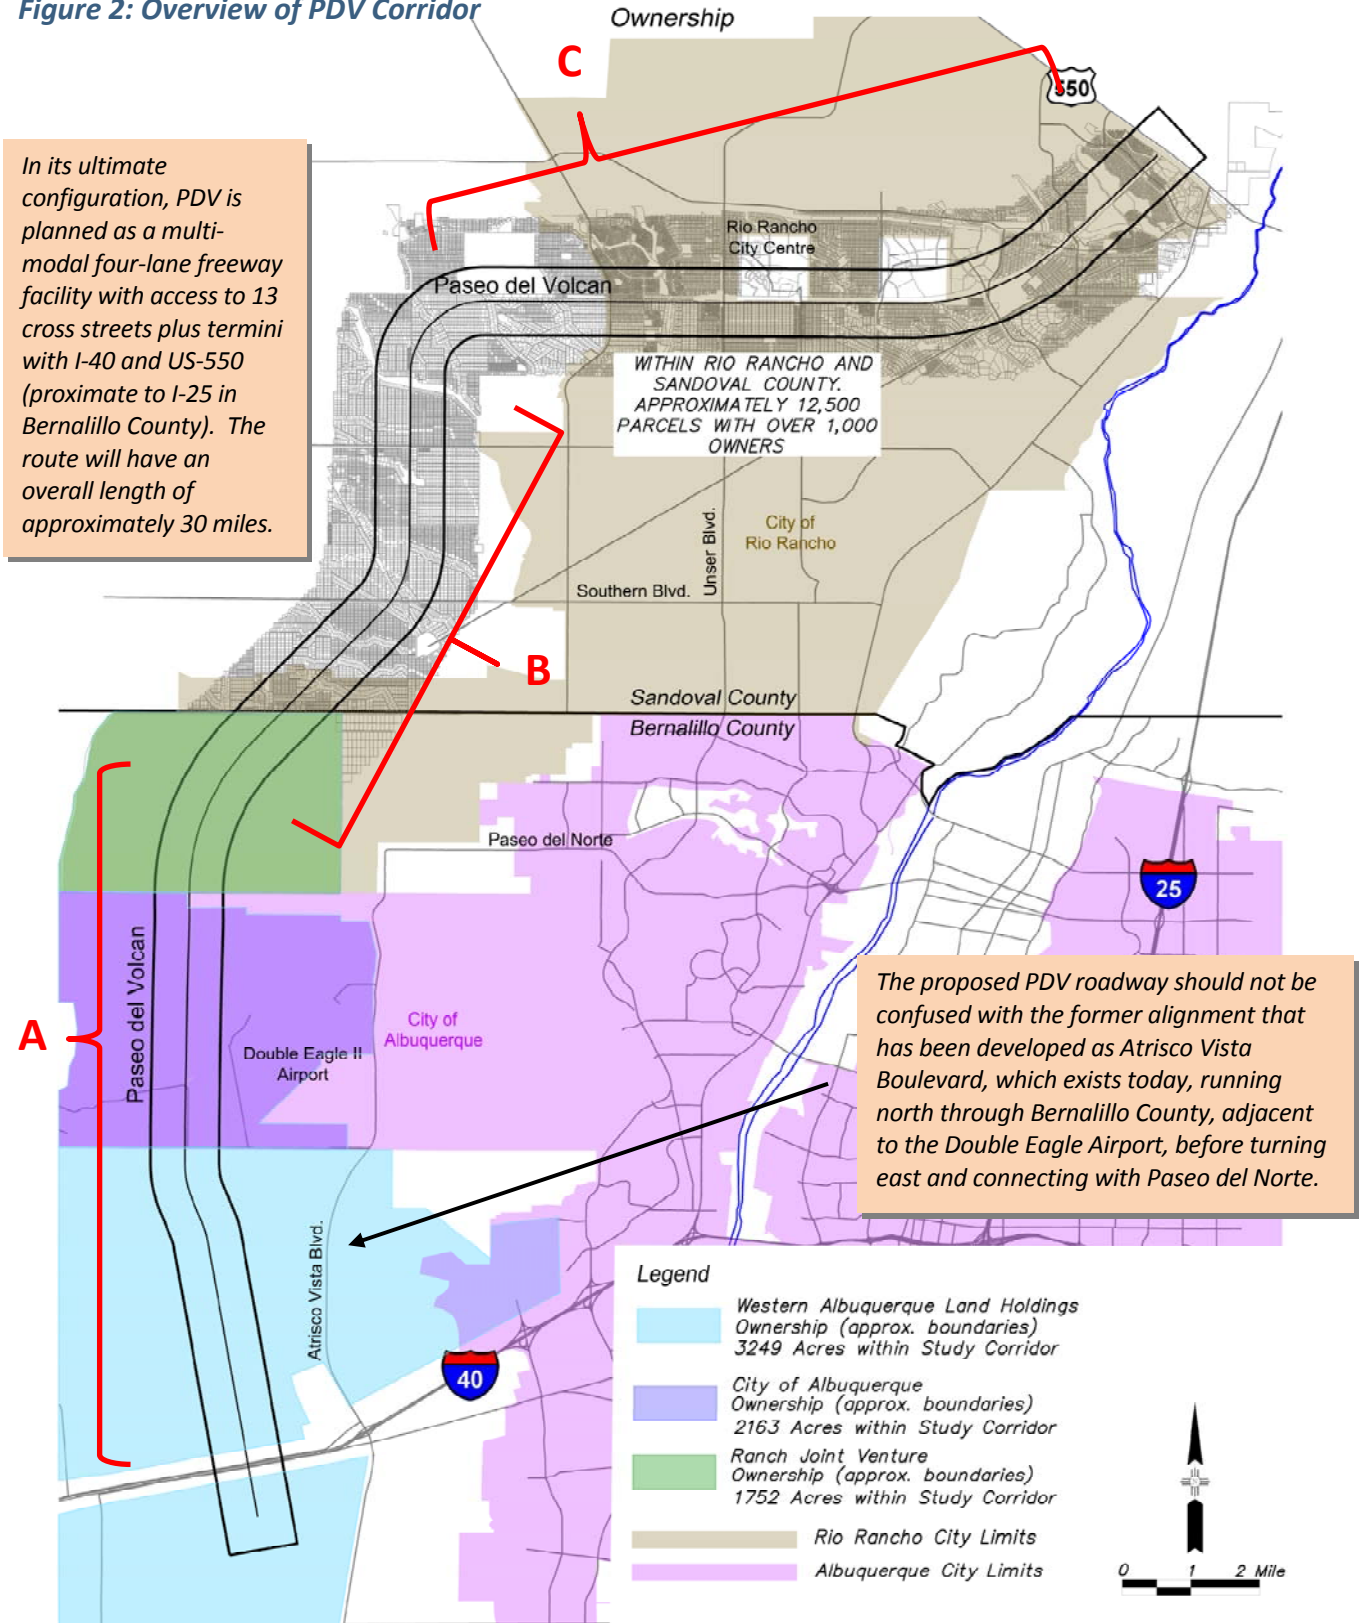 Figure 2: Overview of PDV Corridor
Ownership
C
550
In its ultimate
configuration, PDV is
planned as a multi-
modal four-lane freeway
facility with access to 13
cross streets plus termini
with I-40 and US-550
(proximate to I-25 in
Bernalillo County).  The
route will have an
overall length of
approximately 30 miles.
Rio Rancho
City Centre
Paseo del Volcan
WITHIN RIO RANCHO AND
SANDOVAL COUNTY.
APPROXIMATELY 12,500
PARCELS WITH OVER 1,000
OWNERS
City of
Rio Rancho
Unser Blvd.
Southern Blvd.
B
Sandoval County
Bernalillo County
Paseo del Norte
25
Paseo del Volcan
A
City of
Albuquerque
Double Eagle II
Airport
The proposed PDV roadway should not be
confused with the former alignment that
has been developed as Atrisco Vista
Boulevard, which exists today, running
north through Bernalillo County, adjacent
to the Double Eagle Airport, before turning
east and connecting with Paseo del Norte.
Atrisco Vista Blvd.
40
Legend
Western Albuquerque Land Holdings
Ownership (approx. boundaries)
3249 Acres within Study Corridor
City of Albuquerque
Ownership (approx. boundaries)
2163 Acres within Study Corridor
Ranch Joint Venture
Ownership (approx. boundaries)
1752 Acres within Study Corridor
Rio Rancho City Limits
Albuquerque City Limits
0 1 2 Mile